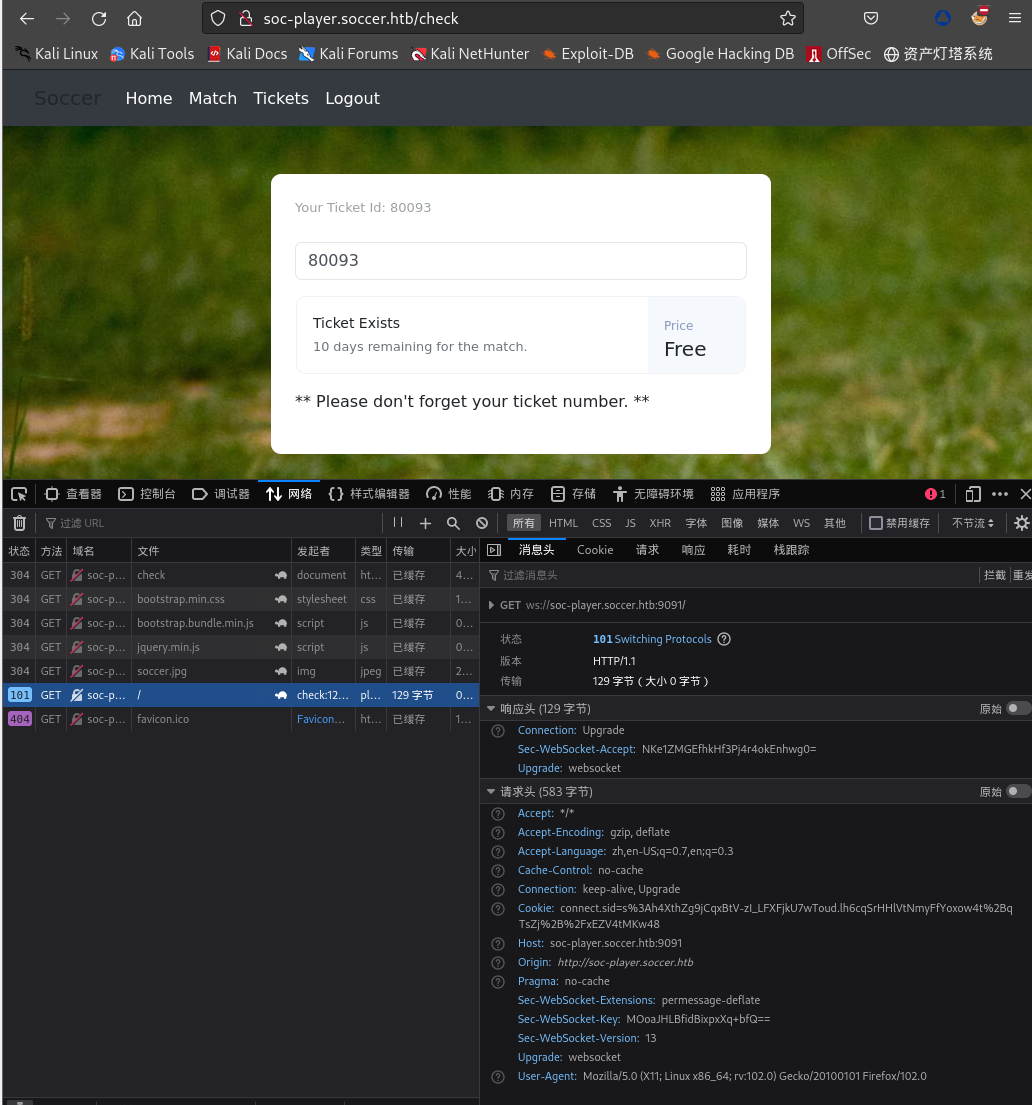 soc-player.soccer.htb/check
Kali Linux Kali Tools Kali Docs Kali Forums Kali NetHunter Exploit-DB Google Hacking DB OffSec 资产灯塔系统
Soccer Home Match Tickets Logout
Your Ticket Id: 80093
80093
Ticket Exists
10 days remaining for the match.
Price
Free
** Please don't forget your ticket number. **
查看器 控制台 调试器 网络 样式编辑器 性能 内存 存储 无障碍环境 应用程序 1
过滤 URL 所有 HTML CSS JS XHR 字体 图像 媒体 WS 其他 禁用缓存 不节流
状态 方法 域名 文件 发起者 类型 传输 大小
304 GET soc-p... check document ht... 已缓存 4...
304 GET soc-p... bootstrap.min.css stylesheet css 已缓存 1...
304 GET soc-p... bootstrap.bundle.min.js script js 已缓存 0...
304 GET soc-p... jquery.min.js script js 已缓存 0...
304 GET soc-p... soccer.jpg img jpeg 已缓存 2...
101 GET soc-p... / check:12... pl... 129 字节 0...
404 GET soc-p... favicon.ico Favicon... ht... 已缓存 1...
消息头 Cookie 请求 响应 耗时 栈跟踪
过滤消息头 拦截 重发
GET ws://soc-player.soccer.htb:9091/
状态 101 Switching Protocols
版本 HTTP/1.1
传输 129 字节 (大小 0 字节)
响应头 (129 字节) 原始
Connection: Upgrade
Sec-WebSocket-Accept: NKe1ZMGEfhkHf3Pj4r4okEnhwg0=
Upgrade: websocket
请求头 (583 字节) 原始
Accept: */*
Accept-Encoding: gzip, deflate
Accept-Language: zh,en-US;q=0.7,en;q=0.3
Cache-Control: no-cache
Connection: keep-alive, Upgrade
Cookie: connect.sid=s%3Ah4XthZg9jCqxBtV-zI_LFXFjkU7wToud.lh6cqSrHHlVtNmyFfYoxow4t%2Bq
TsZj%2B%2FxEZV4tMKw48
Host: soc-player.soccer.htb:9091
Origin: http://soc-player.soccer.htb
Pragma: no-cache
Sec-WebSocket-Extensions: permessage-deflate
Sec-WebSocket-Key: MOoaJHLBfidBixpxXq+bfQ==
Sec-WebSocket-Version: 13
Upgrade: websocket
User-Agent: Mozilla/5.0 (X11; Linux x86_64; rv:102.0) Gecko/20100101 Firefox/102.0